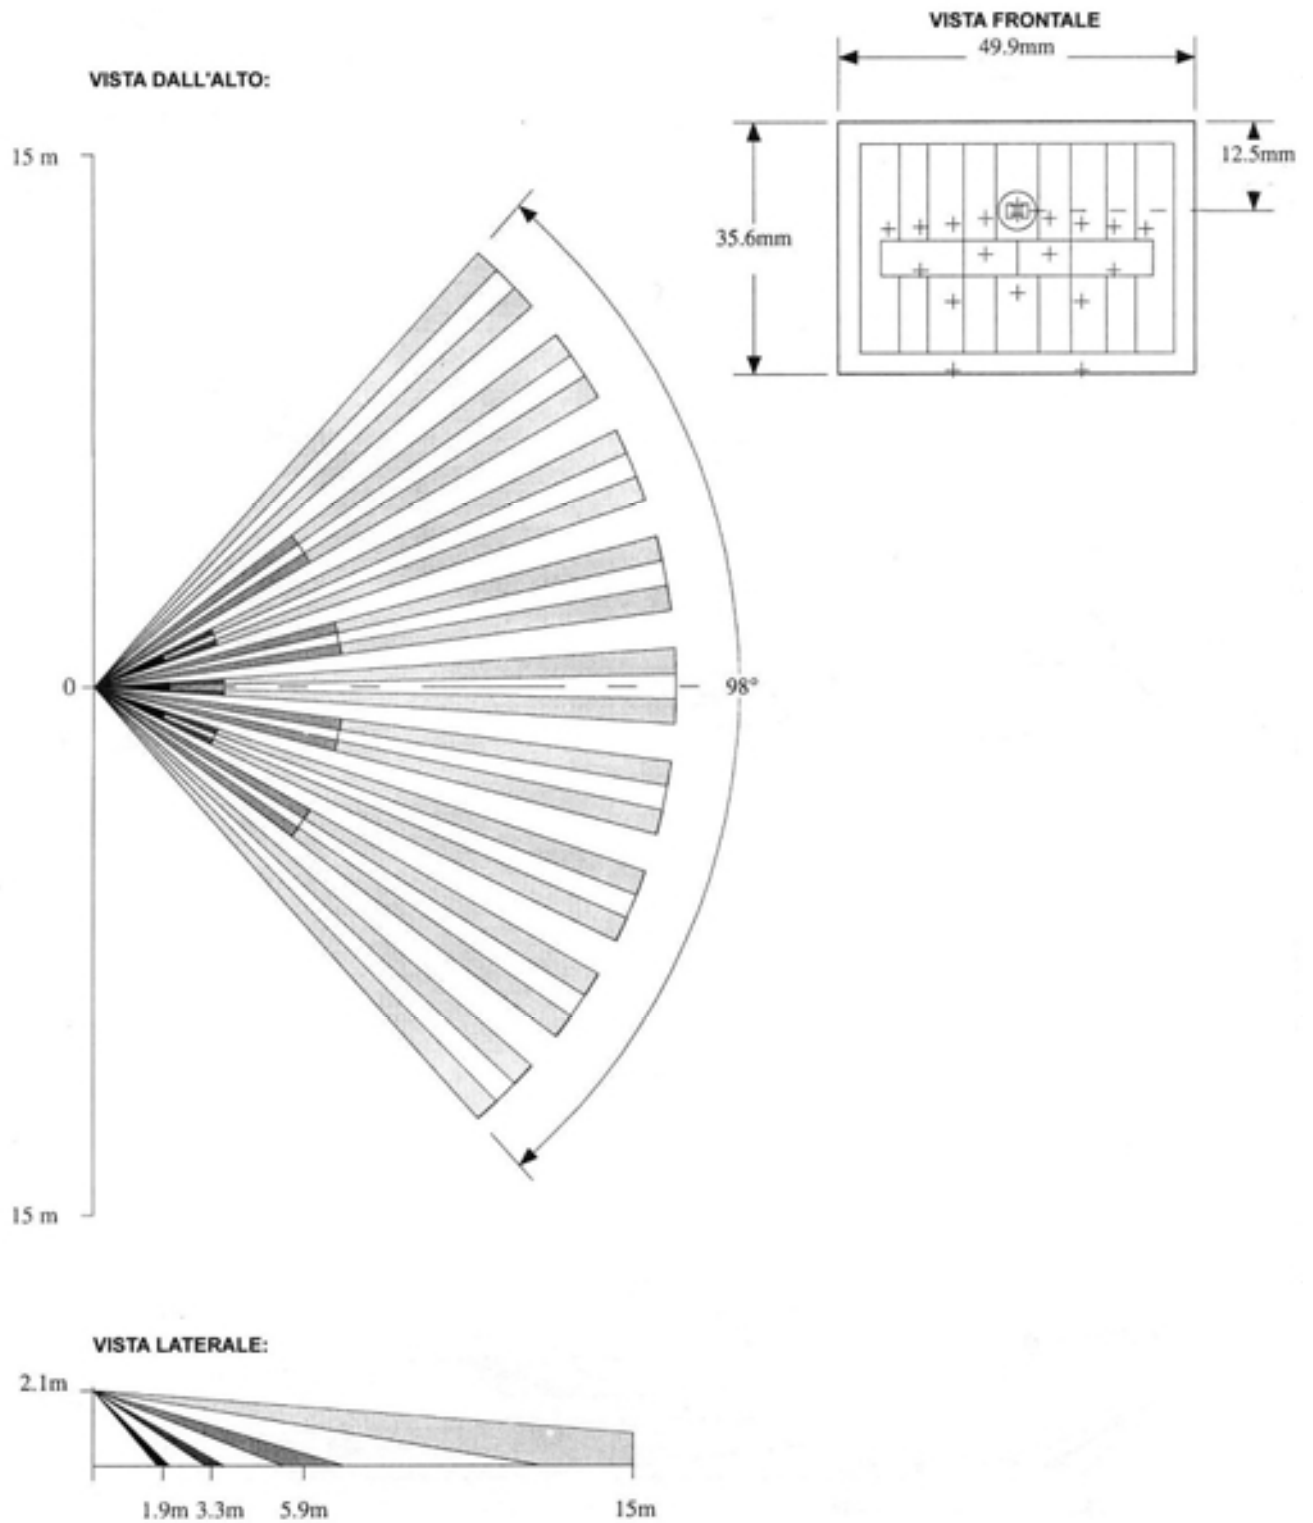 VISTA FRONTALE
49.9mm
VISTA DALL'ALTO:
15 m
12.5mm
35.6mm
0
98°
15 m
VISTA LATERALE:
2.1m
1.9m 3.3m 5.9m 15m